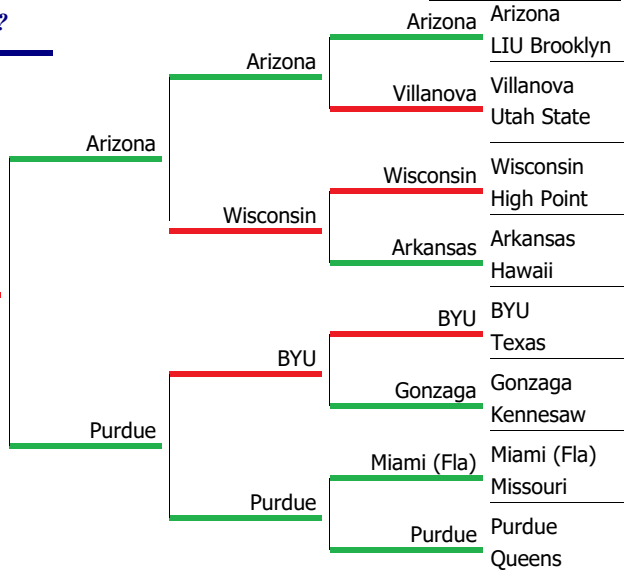 ?
Arizona
Arizona
LIU Brooklyn
Arizona
Villanova
Villanova
Utah State
Arizona
Wisconsin
Wisconsin
High Point
Wisconsin
Arkansas
Arkansas
Hawaii
BYU
BYU
Texas
BYU
Gonzaga
Gonzaga
Kennesaw
Purdue
Miami (Fla)
Miami (Fla)
Missouri
Purdue
Purdue
Purdue
Queens